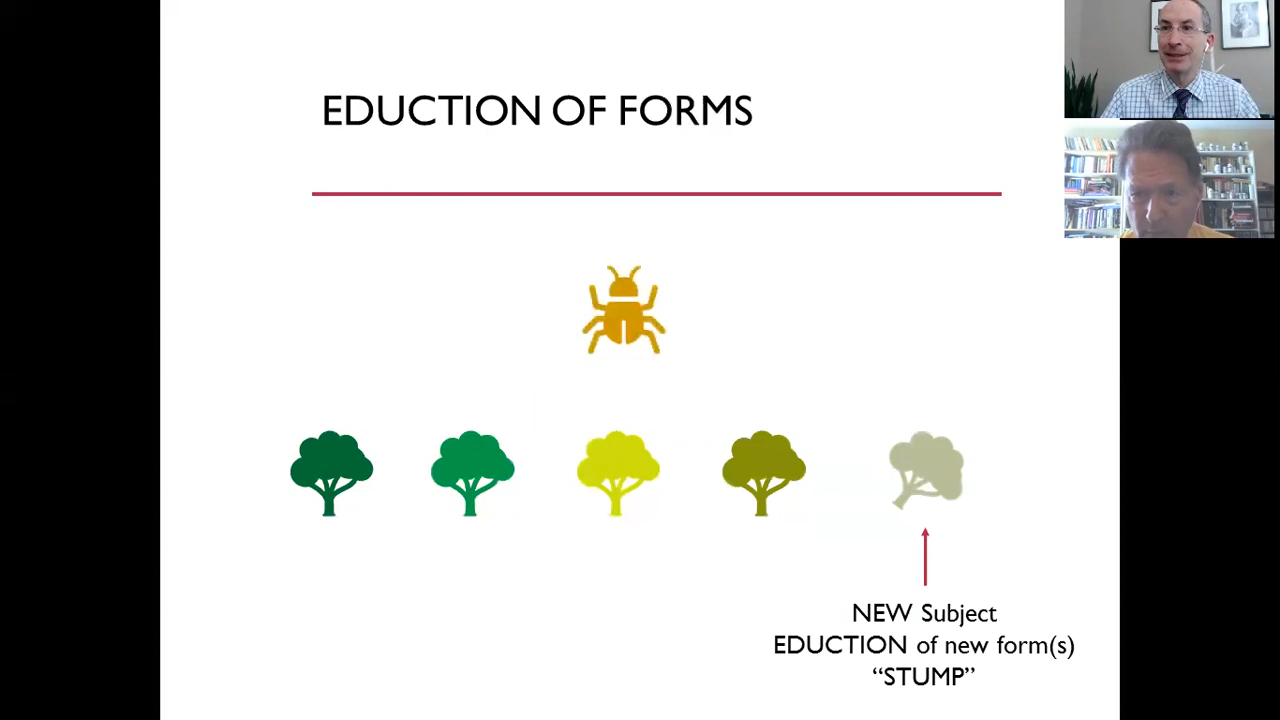 EDUCTION OF FORMS
NEW Subject
EDUCTION of new form(s)
“STUMP”